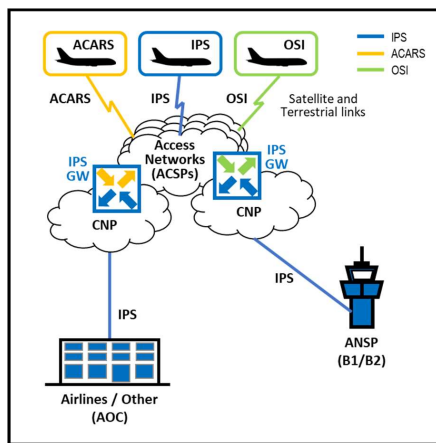 ACARS
IPS
OSI
IPS
ACARS
OSI
ACARS
IPS
OSI
Satellite and
Terrestrial links
Access
Networks
(ACSPs)
IPS
GW
IPS
GW
CNP
CNP
IPS
IPS
Airlines / Other
(AOC)
ANSP
(B1/B2)